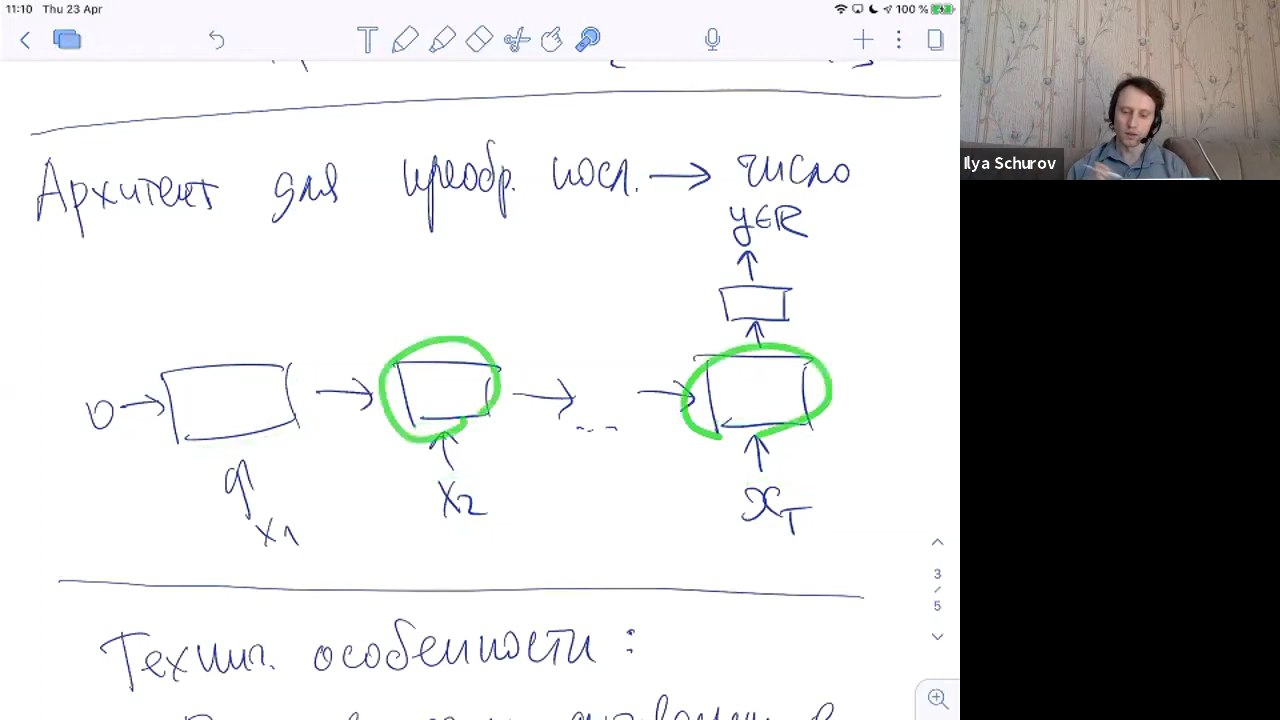 11:10 Thu 23 Apr 100 %
T
Ilya Schurov
Архитект для преобр. посл. → число
y∈R
0
x1
x2
...
xT
3
/
5
Технич. особенности: